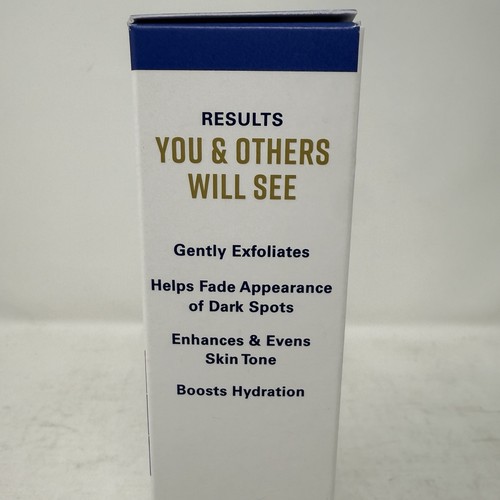 RESULTS
YOU & OTHERS
WILL SEE
Gently Exfoliates
Helps Fade Appearance
of Dark Spots
Enhances & Evens
Skin Tone
Boosts Hydration